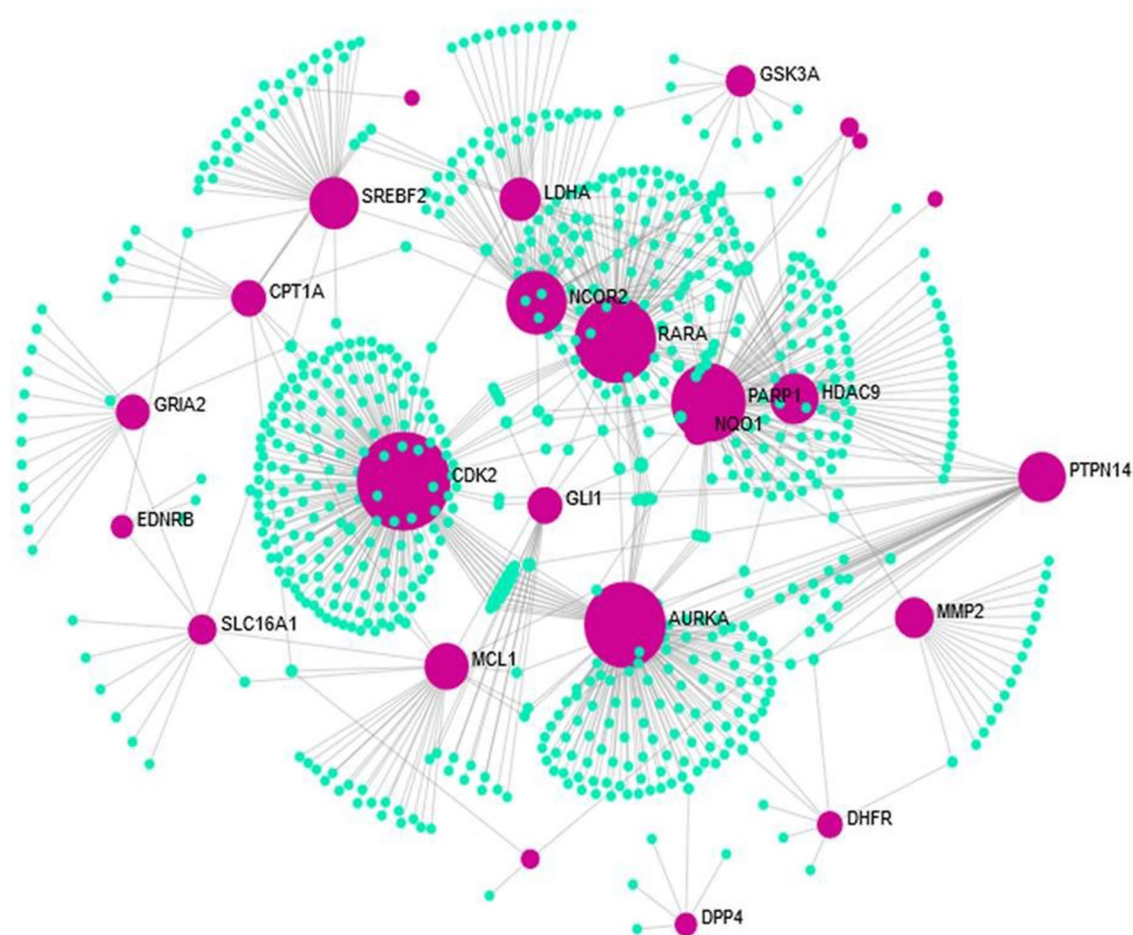 GSK3A
SREBF2
LDHA
CPT1A
NCOR2
RARA
PARP1
HDAC9
GRIA2
NQO1
CDK2
PTPN14
GLI1
EDNRB
SLC16A1
AURKA
MMP2
MCL1
DHFR
DPP4